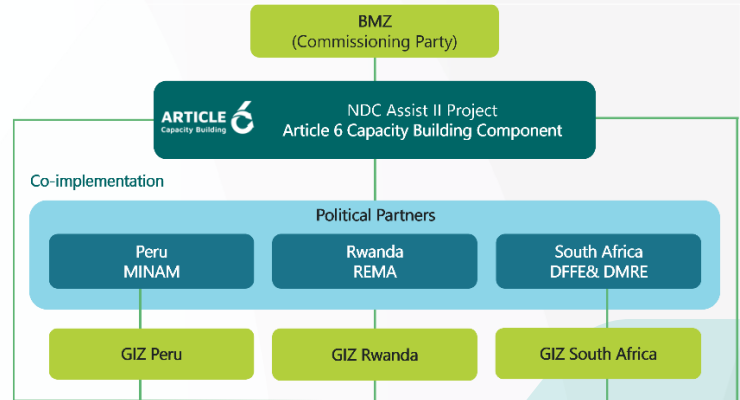 BMZ
(Commissioning Party)
ARTICLE 6
Capacity Building
NDC Assist II Project
Article 6 Capacity Building Component
Co-implementation
Political Partners
Peru
MINAM
Rwanda
REMA
South Africa
DFFE& DMRE
GIZ Peru
GIZ Rwanda
GIZ South Africa